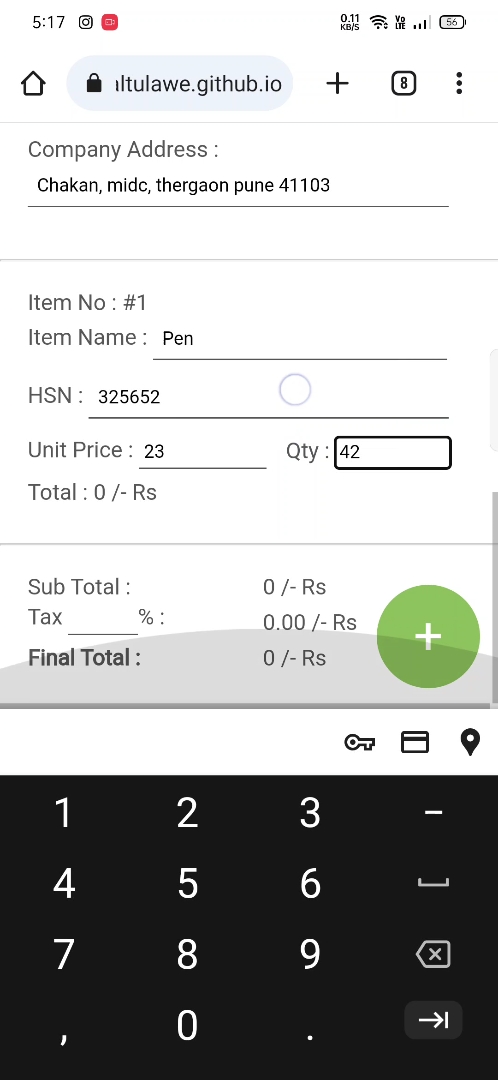 5:17 0.11 KB/S Vo LTE 56
ıltulawe.github.io + 8
Company Address :
Chakan, midc, thergaon pune 41103
Item No : #1
Item Name : Pen
HSN : 325652
Unit Price : 23 Qty : 42
Total : 0 /- Rs
Sub Total : 0 /- Rs
Tax % : 0.00 /- Rs
+
Final Total : 0 /- Rs
1 2 3 –
4 5 6
7 8 9
, 0 .